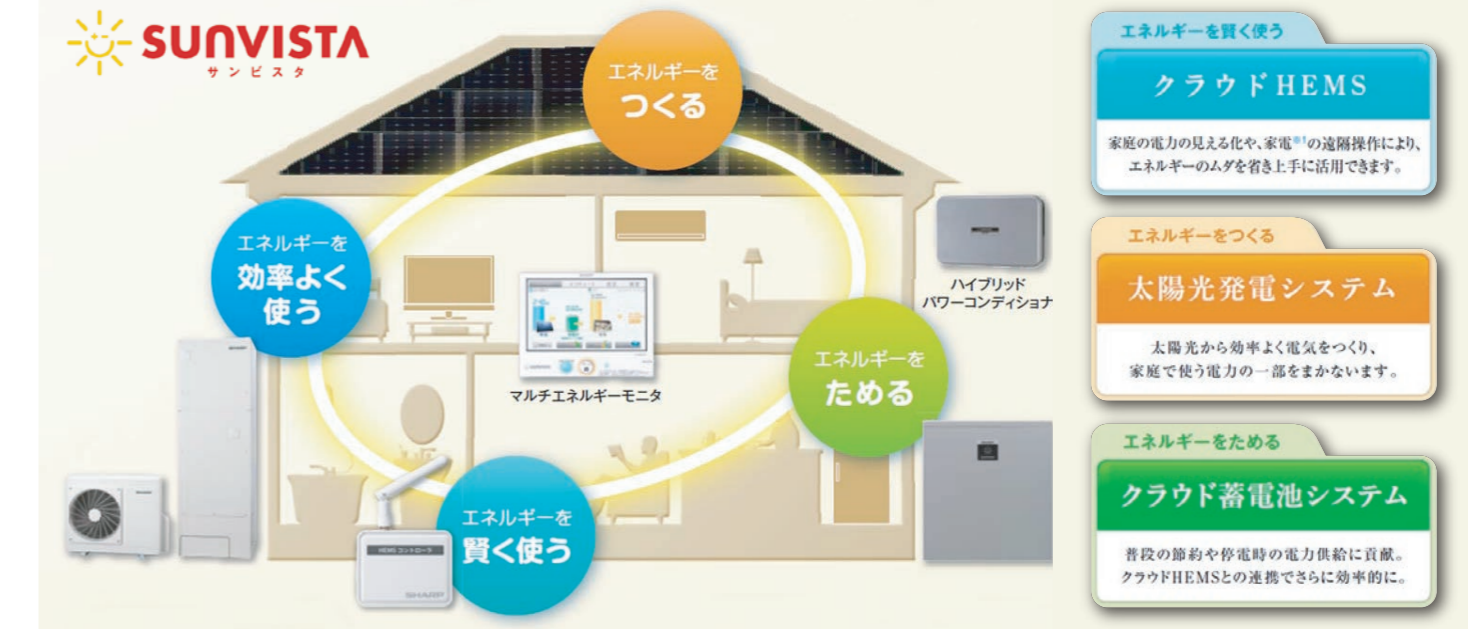 SUNVISTA
サンビスタ
エネルギーを
つくる
エネルギーを
効率よく
使う
ハイブリッド
パワーコンディショナ
SHARP
マルチエネルギーモニタ
エネルギーを
ためる
エネルギーを
賢く使う
HEMS コントローラ
SHARP
エネルギーを賢く使う
クラウドHEMS
家庭の電力の見える化や、家電※1の遠隔操作により、
エネルギーのムダを省き上手に活用できます。
エネルギーをつくる
太陽光発電システム
太陽光から効率よく電気をつくり、
家庭で使う電力の一部をまかないます。
エネルギーをためる
クラウド蓄電池システム
普段の節約や停電時の電力供給に貢献。
クラウドHEMSとの連携でさらに効率的に。